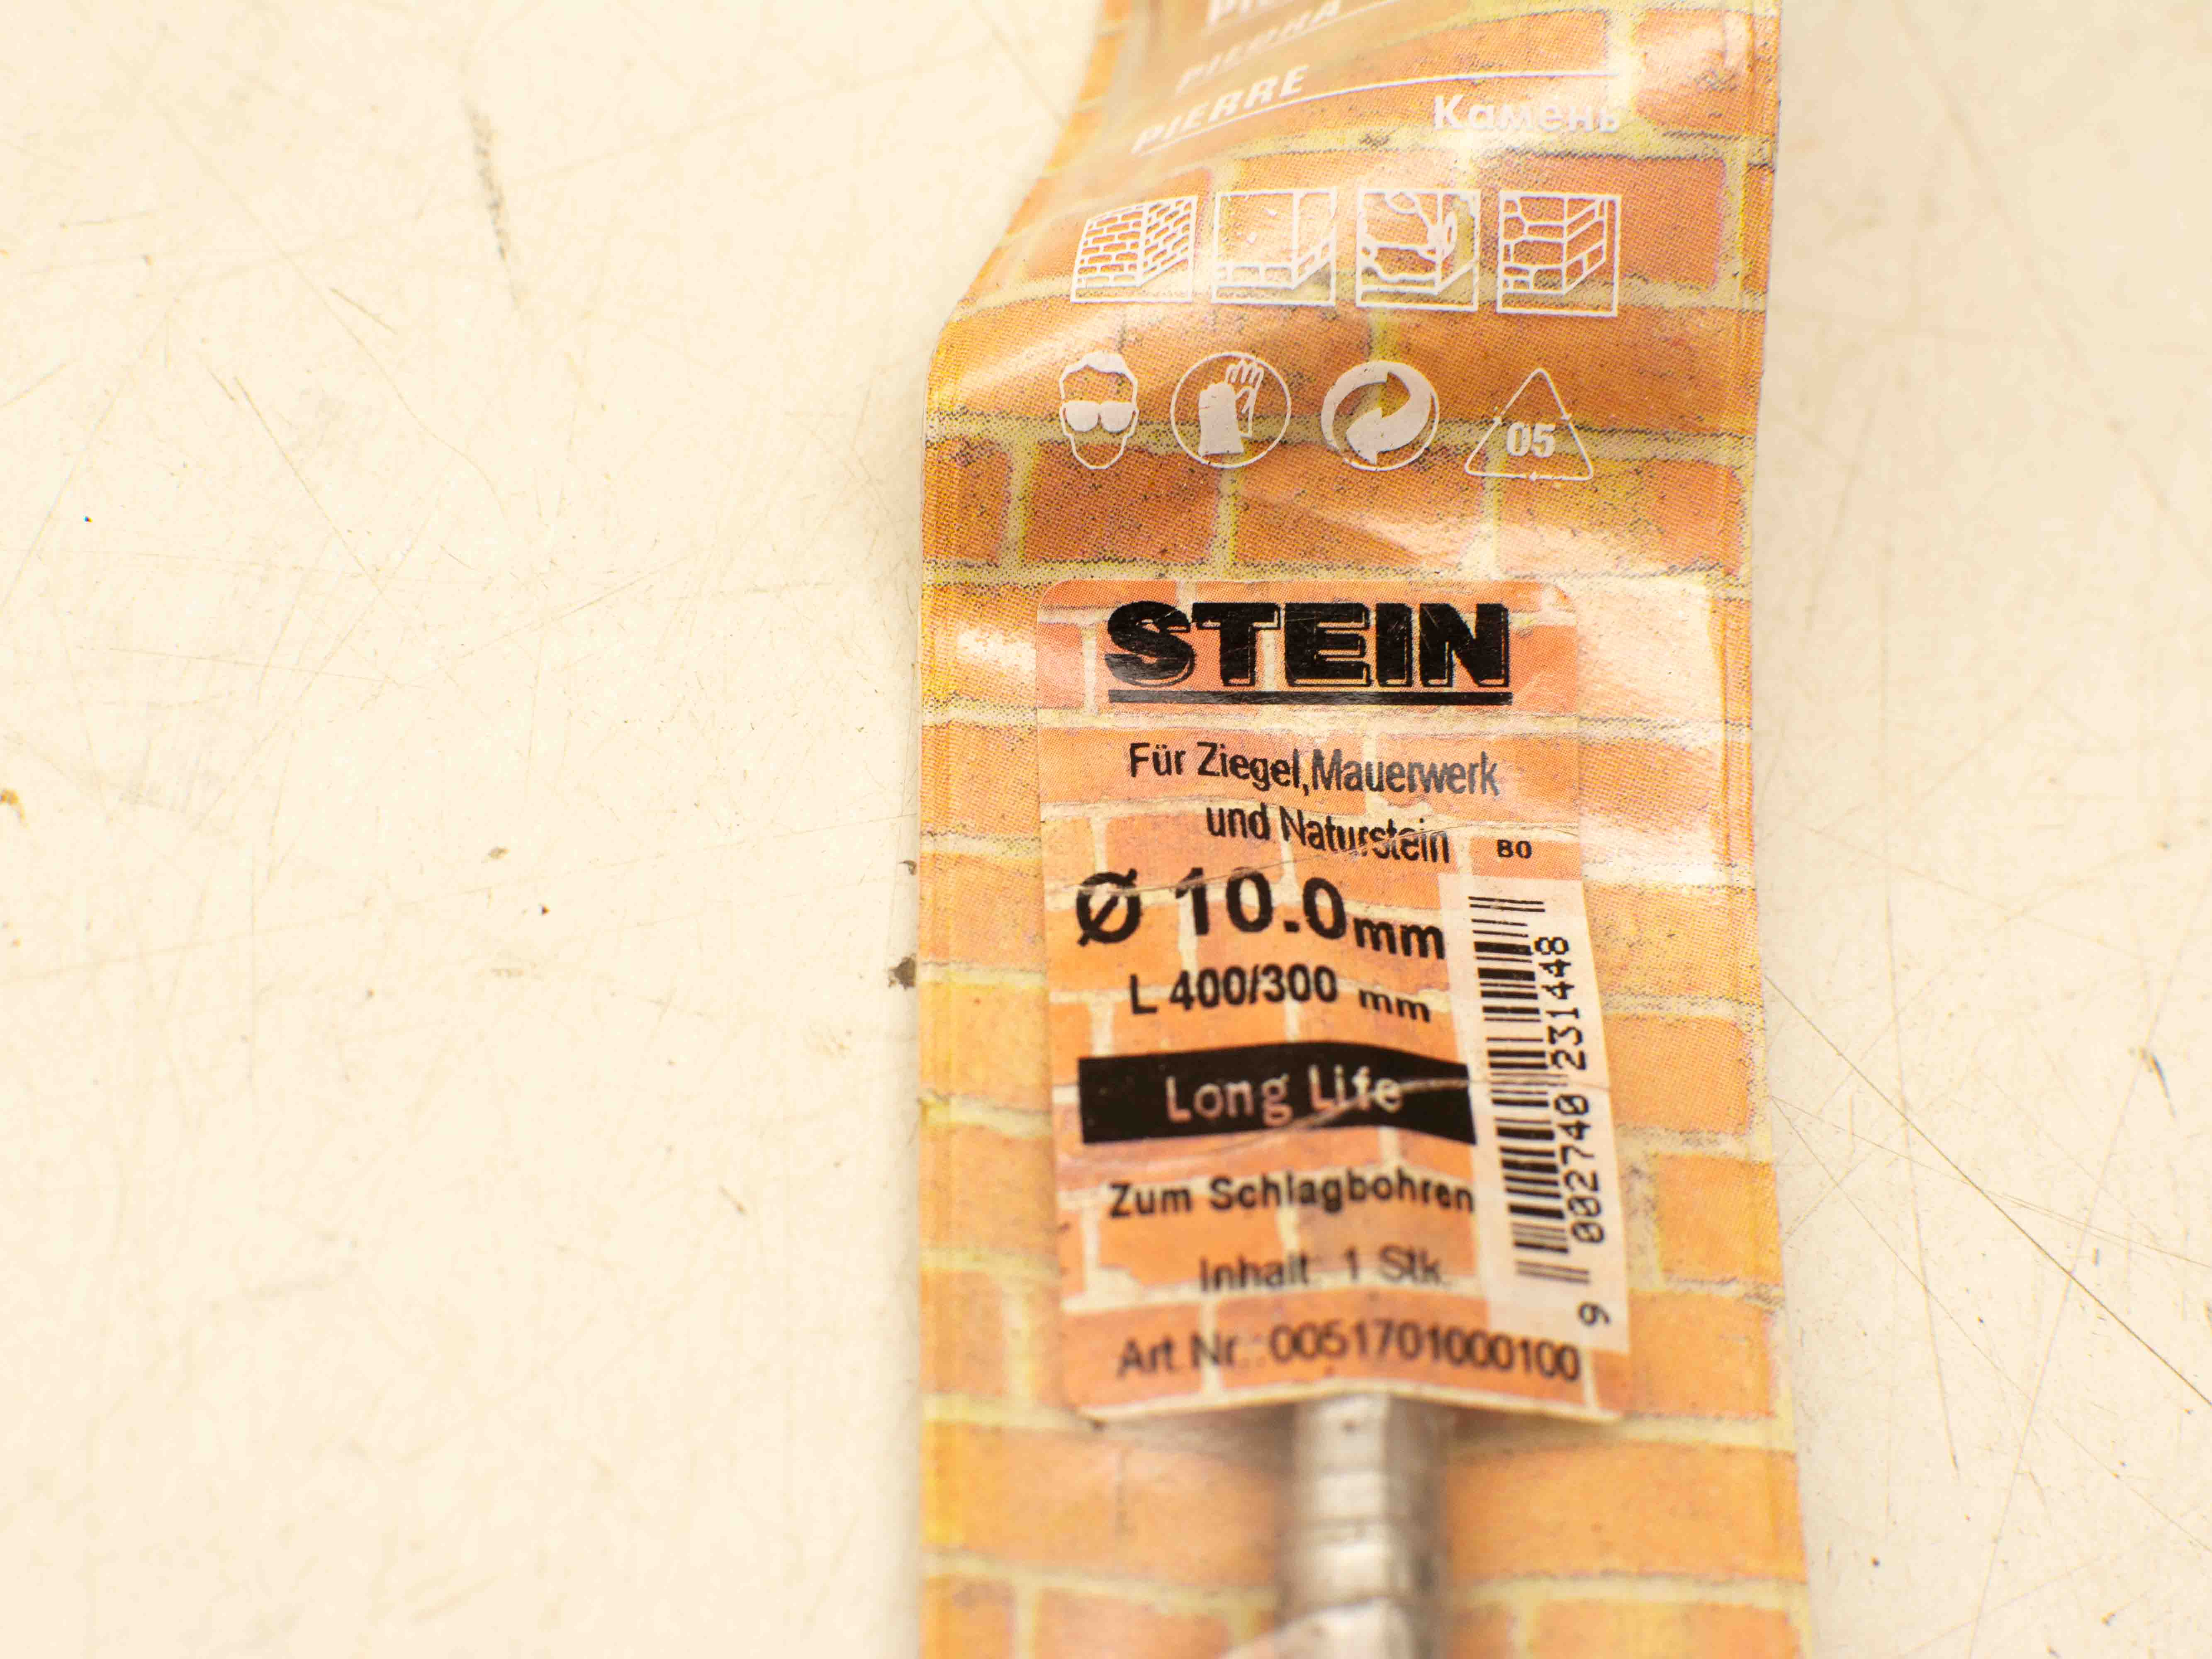 PIERRE
Камень
05
STEIN
Für Ziegel,Mauerwerk
und Naturstein
BO
Ø 10.0mm
L 400/300 mm
Long Life
Zum Schlagbohren
Inhalt: 1 Stk.
Art.Nr.:0051701000100
9 002740 231448